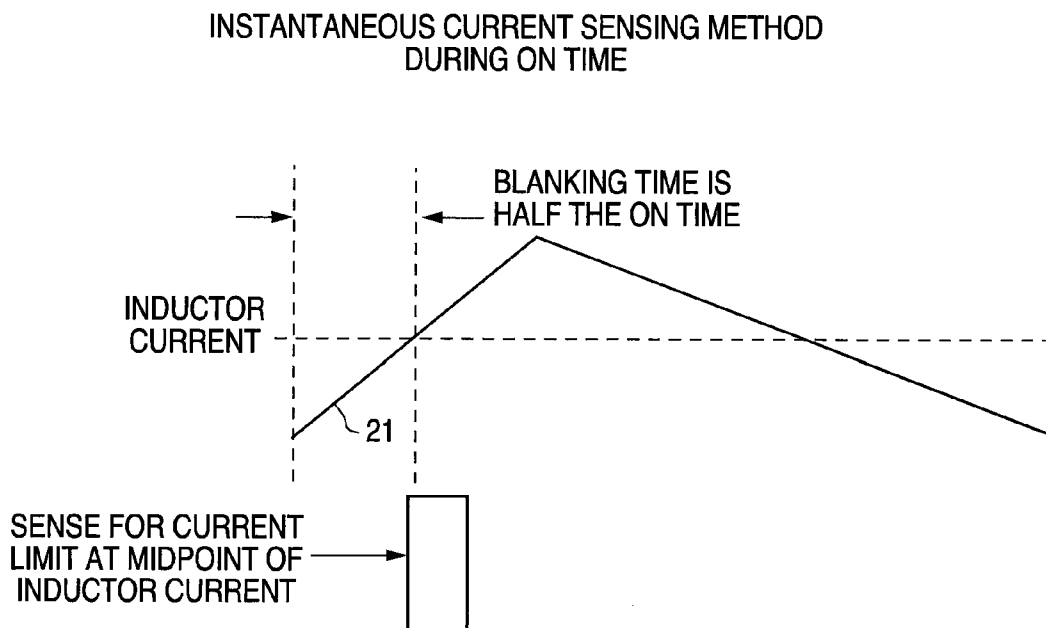 INSTANTANEOUS CURRENT SENSING METHOD
DURING ON TIME
BLANKING TIME IS
HALF THE ON TIME
INDUCTOR
CURRENT
21
SENSE FOR CURRENT
LIMIT AT MIDPOINT OF
INDUCTOR CURRENT